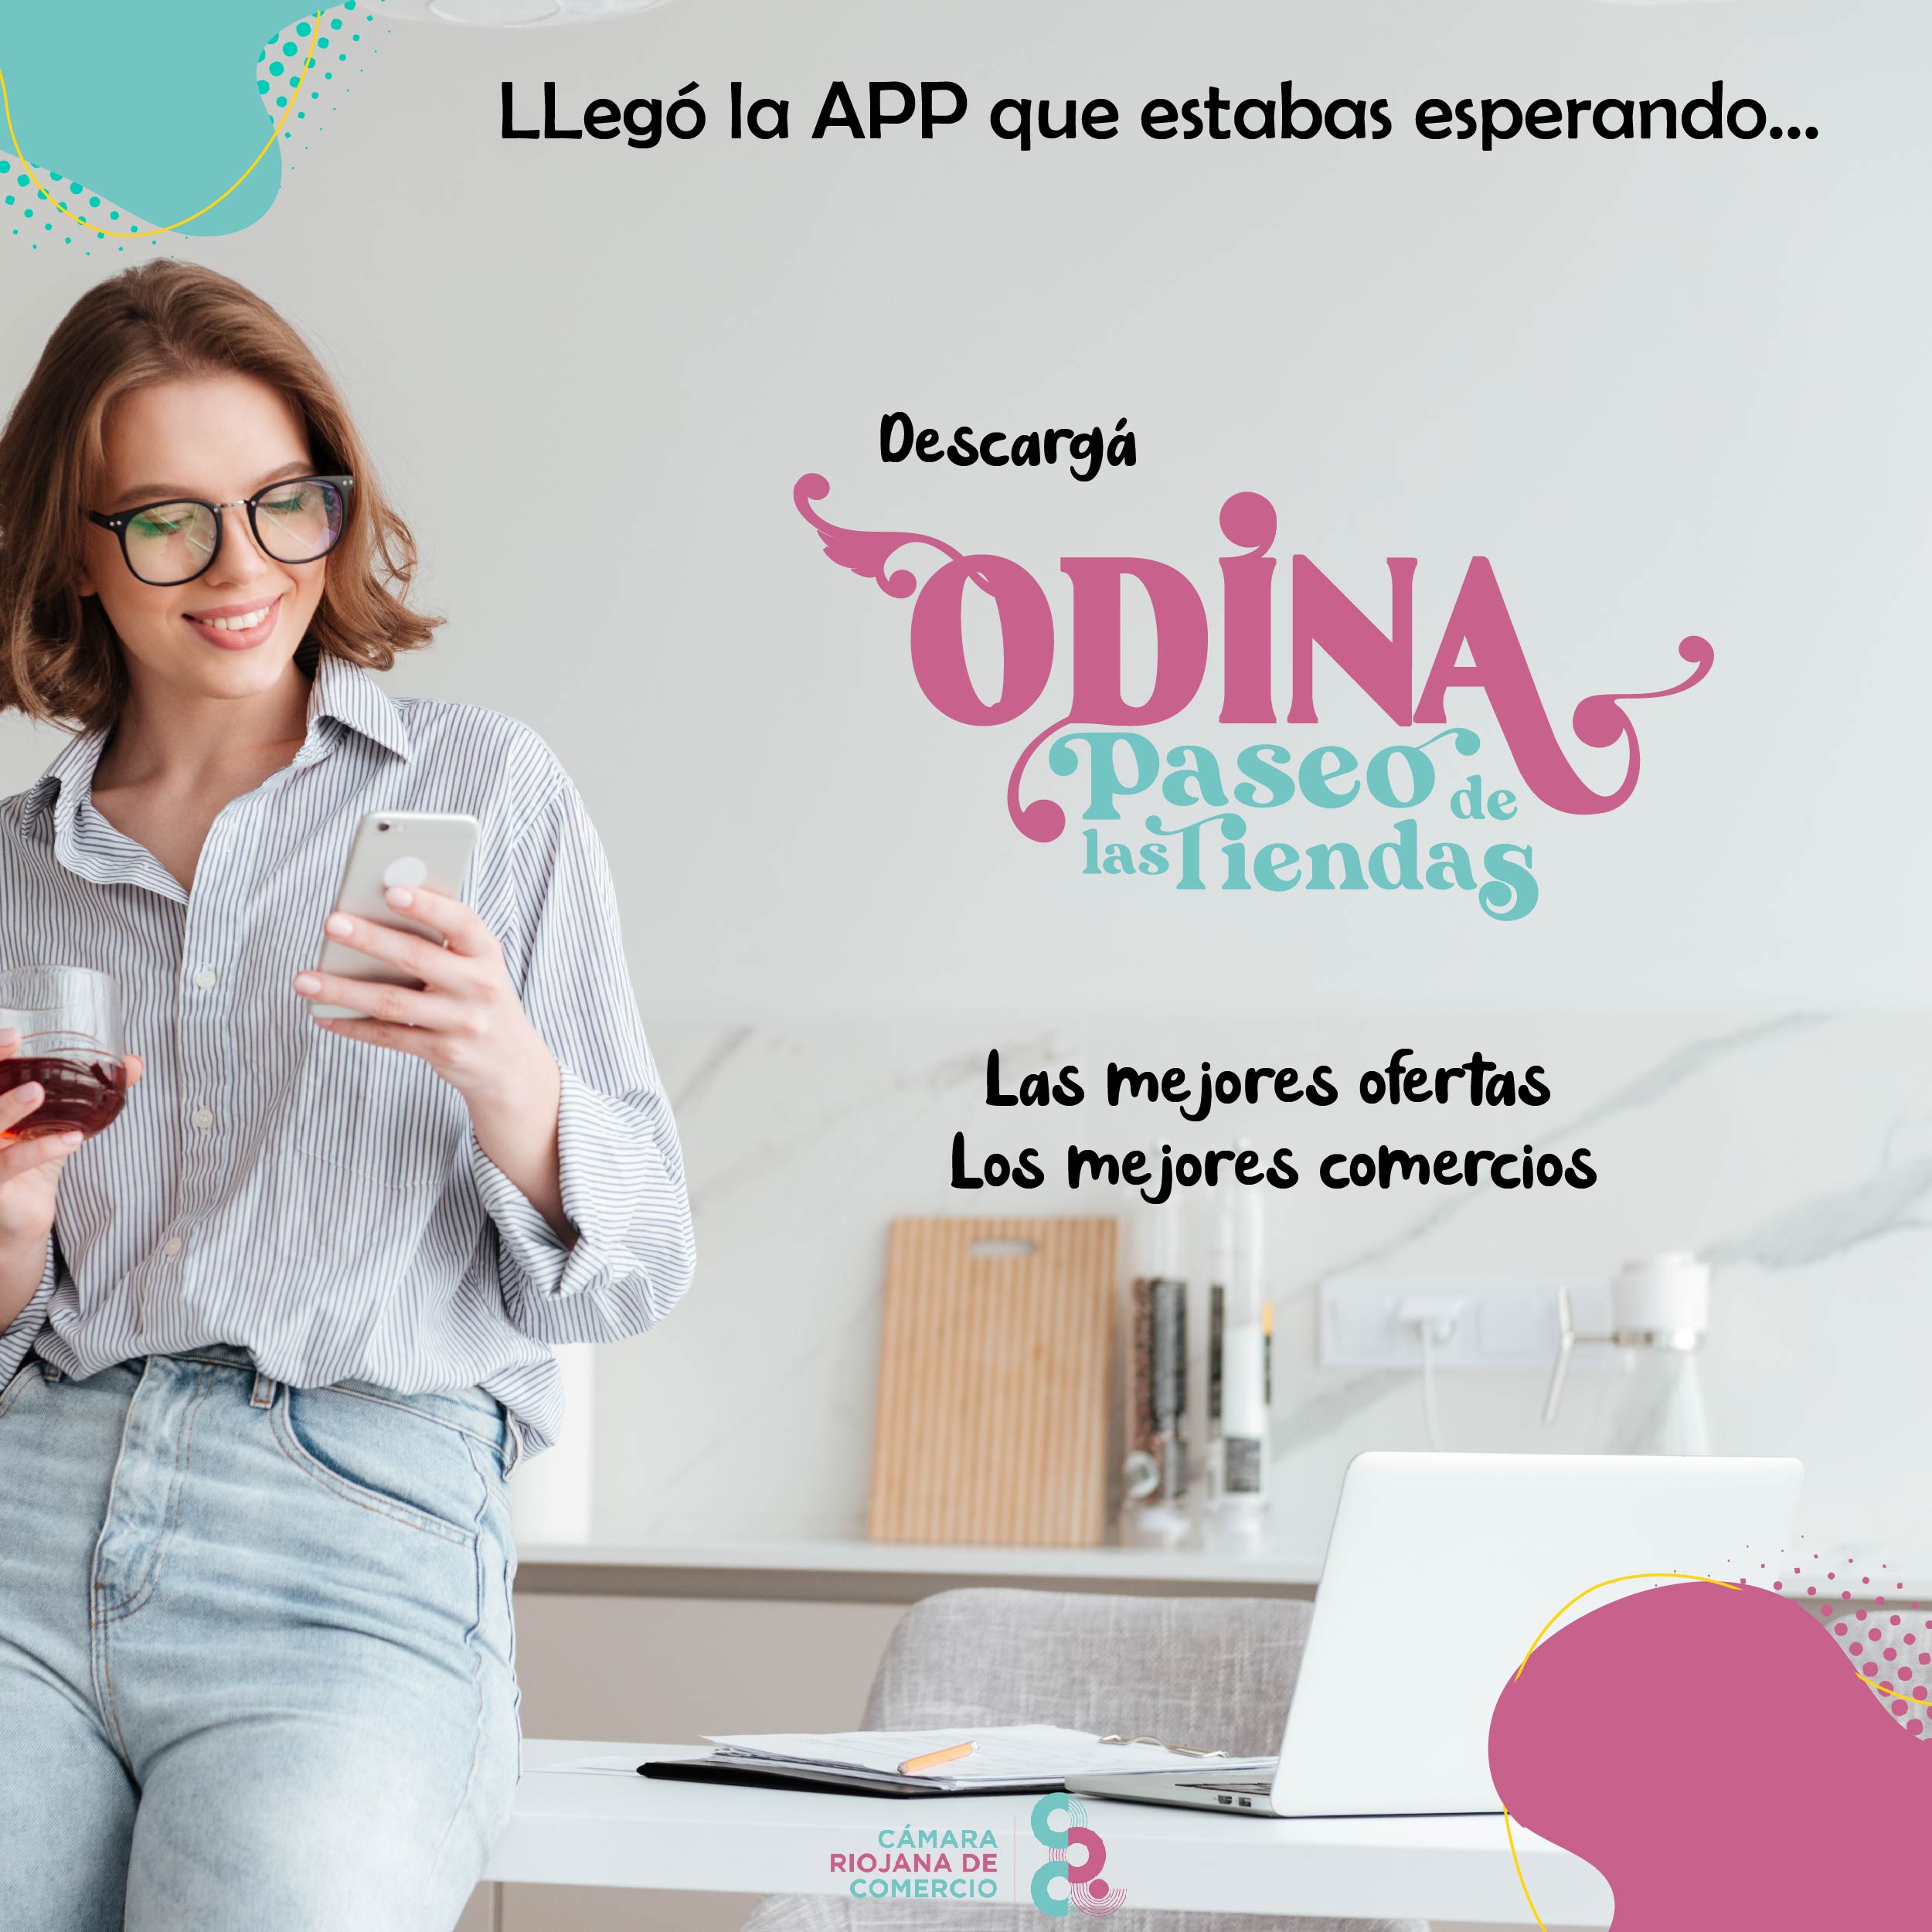 LLegó la APP que estabas esperando...
Descargá
ODINA
Paseo de
las Tiendas
Las mejores ofertas
Los mejores comercios
CÁMARA
RIOJANA DE
COMERCIO